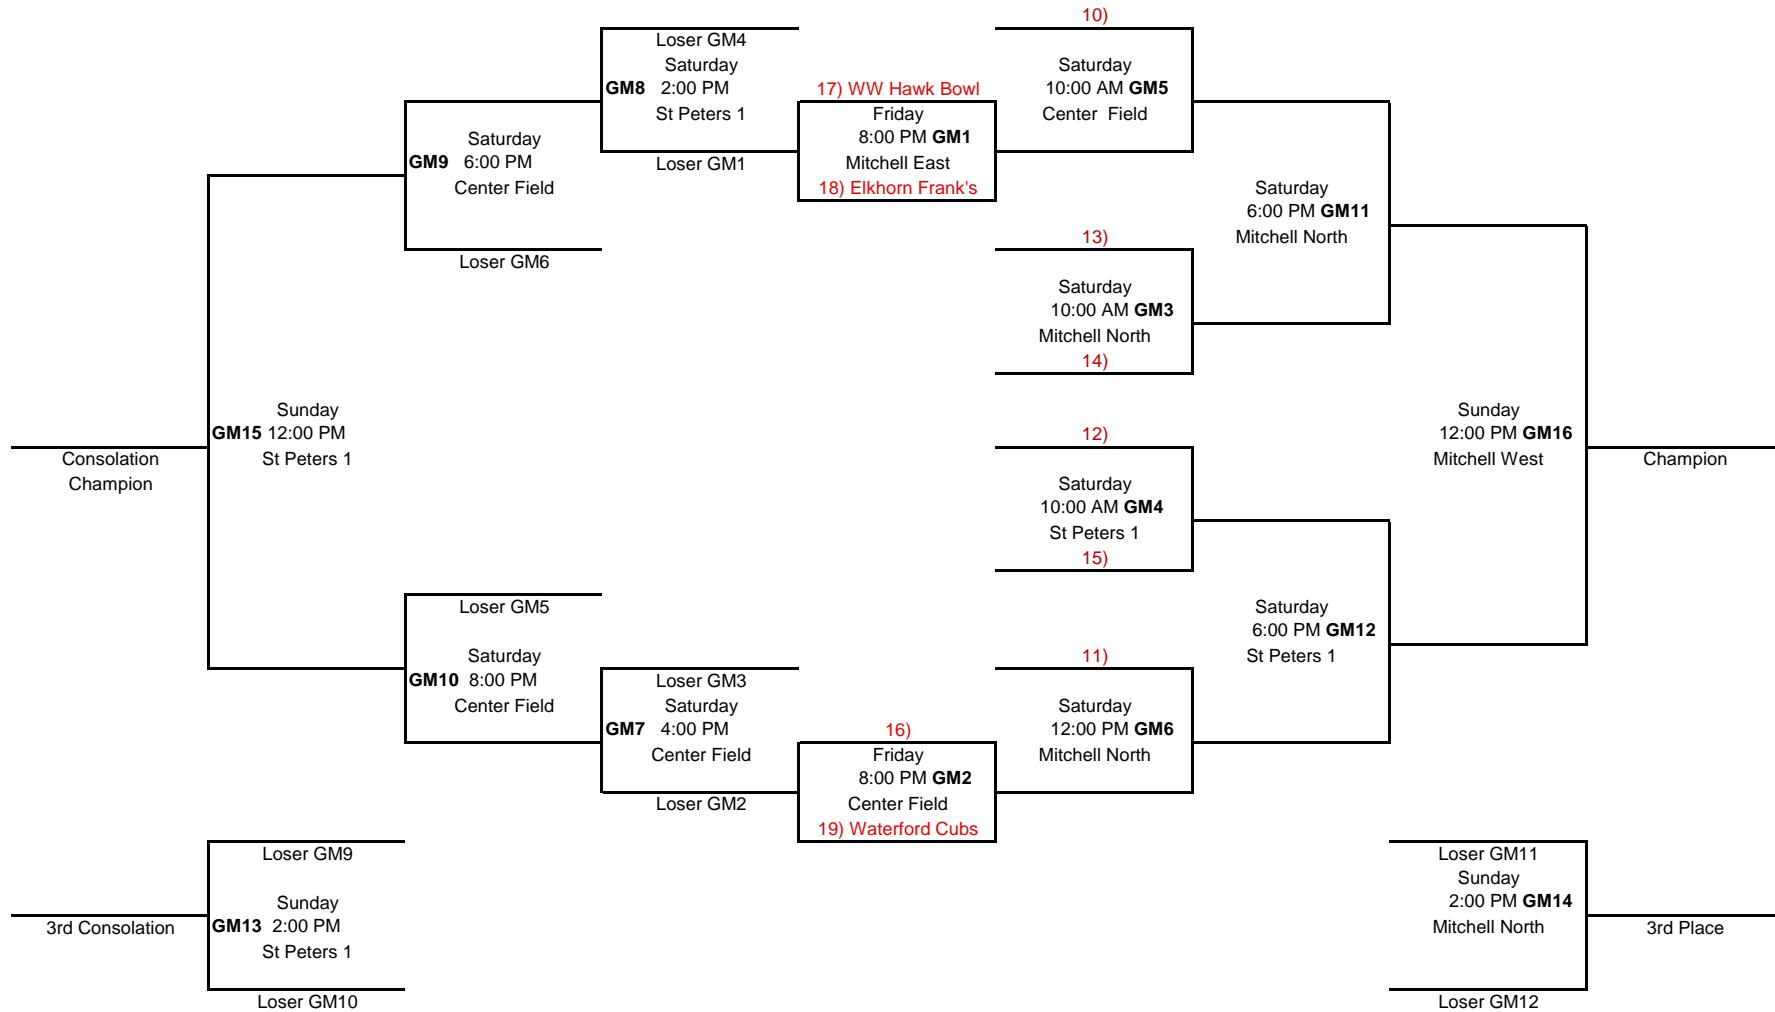 10)
Loser GM4
Saturday
GM8 2:00 PM
St Peters 1
Loser GM1
17) WW Hawk Bowl
Friday
8:00 PM GM1
Mitchell East
18) Elkhorn Frank's
Saturday
10:00 AM GM5
Center Field
Saturday
GM9 6:00 PM
Center Field
Loser GM6
Saturday
6:00 PM GM11
Mitchell North
13)
Saturday
10:00 AM GM3
Mitchell North
14)
Sunday
GM15 12:00 PM
St Peters 1
Consolation
Champion
12)
Saturday
10:00 AM GM4
St Peters 1
15)
Sunday
12:00 PM GM16
Mitchell West
Champion
Loser GM5
Saturday
GM10 8:00 PM
Center Field
Loser GM3
Saturday
GM7 4:00 PM
Center Field
Loser GM2
16)
Friday
8:00 PM GM2
Center Field
19) Waterford Cubs
11)
Saturday
12:00 PM GM6
Mitchell North
Saturday
6:00 PM GM12
St Peters 1
Loser GM9
Sunday
GM13 2:00 PM
St Peters 1
Loser GM10
3rd Consolation
Loser GM11
Sunday
2:00 PM GM14
Mitchell North
Loser GM12
3rd Place